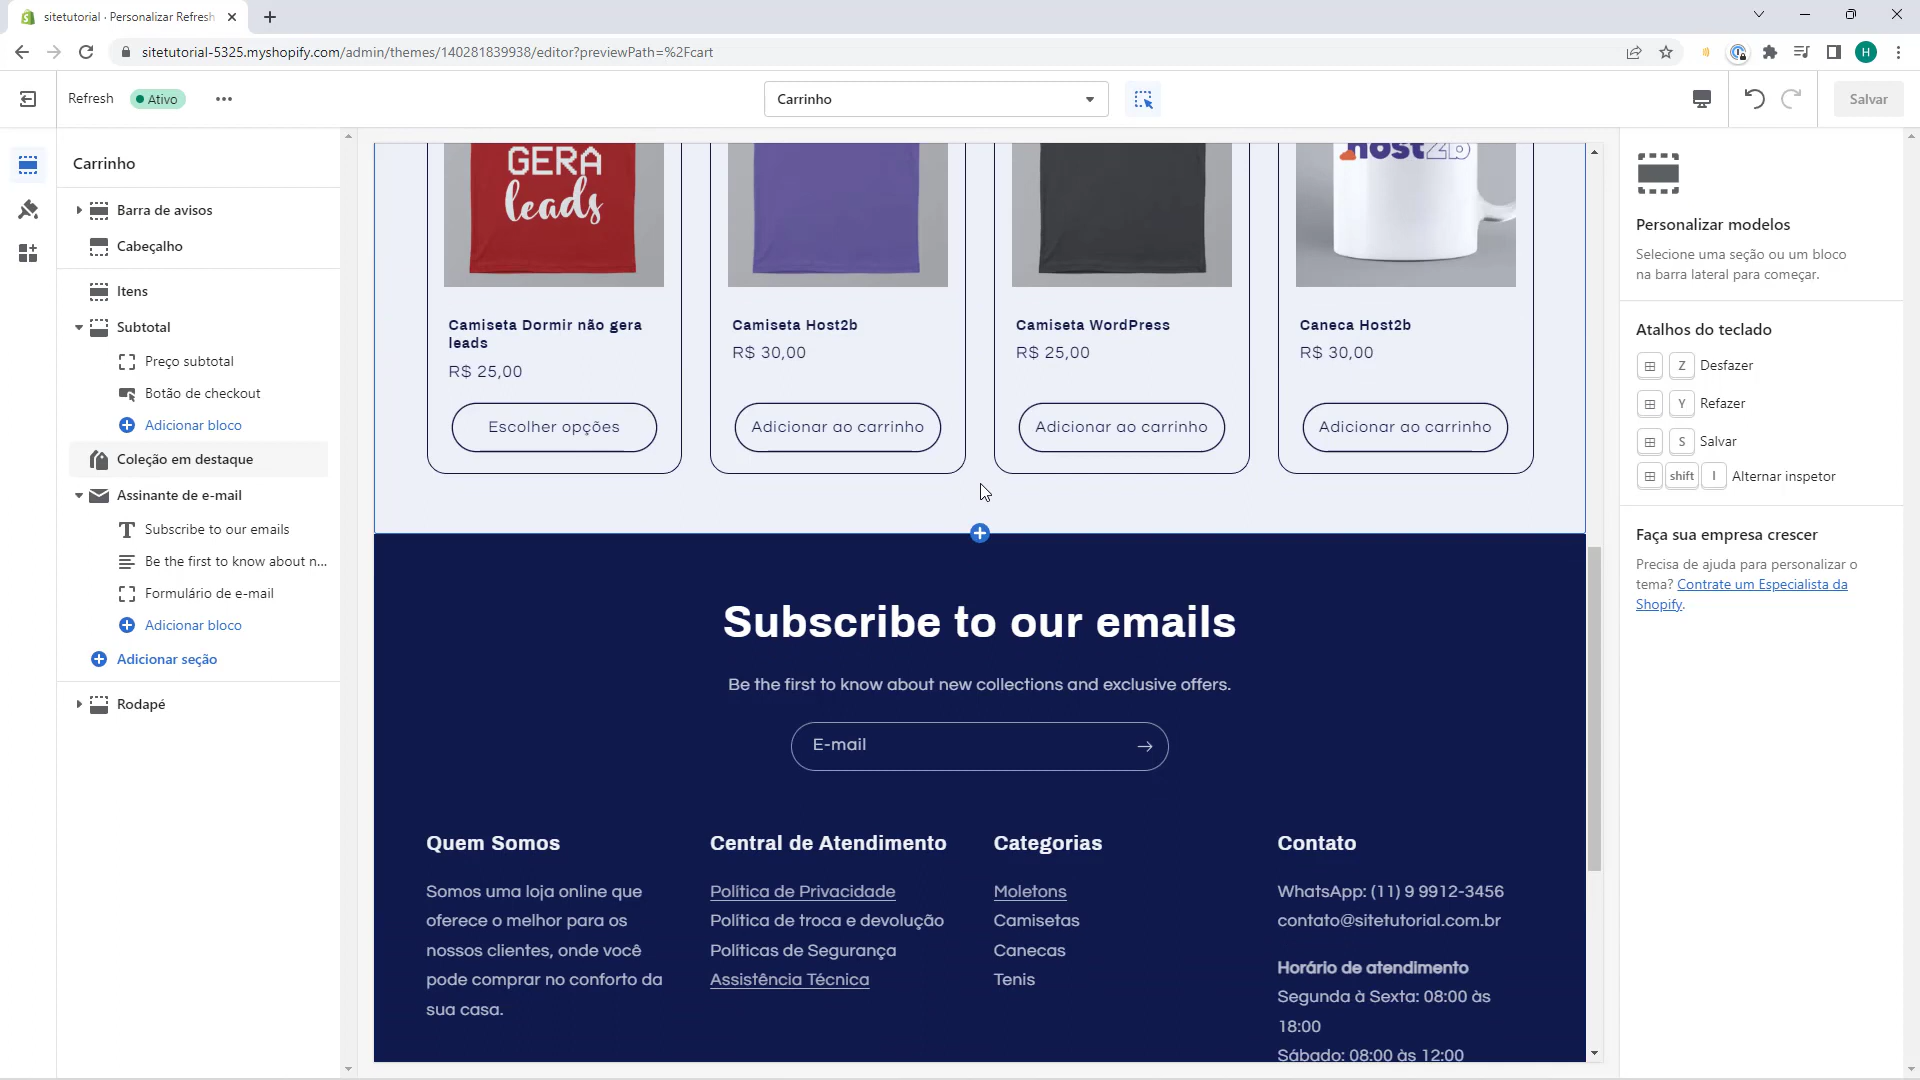 sitetutorial · Personalizar Refresh
sitetutorial-5325.myshopify.com/admin/themes/140281839938/editor?previewPath=%2Fcart
H
Refresh
Ativo
Carrinho
Salvar
Carrinho
Barra de avisos
Cabeçalho
Itens
Subtotal
Preço subtotal
Botão de checkout
Adicionar bloco
Coleção em destaque
Assinante de e-mail
Subscribe to our emails
Be the first to know about n...
Formulário de e-mail
Adicionar bloco
Adicionar seção
Rodapé
GERA
leads
host2b
Camiseta Dormir não gera
leads
R$ 25,00
Escolher opções
Camiseta Host2b
R$ 30,00
Adicionar ao carrinho
Camiseta WordPress
R$ 25,00
Adicionar ao carrinho
Caneca Host2b
R$ 30,00
Adicionar ao carrinho
Subscribe to our emails
Be the first to know about new collections and exclusive offers.
E-mail
Quem Somos
Somos uma loja online que
oferece o melhor para os
nossos clientes, onde você
pode comprar no conforto da
sua casa.
Central de Atendimento
Política de Privacidade
Política de troca e devolução
Políticas de Segurança
Assistência Técnica
Categorias
Moletons
Camisetas
Canecas
Tenis
Contato
WhatsApp: (11) 9 9912-3456
contato@sitetutorial.com.br
Horário de atendimento
Segunda à Sexta: 08:00 às
18:00
Sábado: 08:00 às 12:00
Personalizar modelos
Selecione uma seção ou um bloco
na barra lateral para começar.
Atalhos do teclado
Z Desfazer
Y Refazer
S Salvar
shift I Alternar inspetor
Faça sua empresa crescer
Precisa de ajuda para personalizar o
tema? Contrate um Especialista da
Shopify.